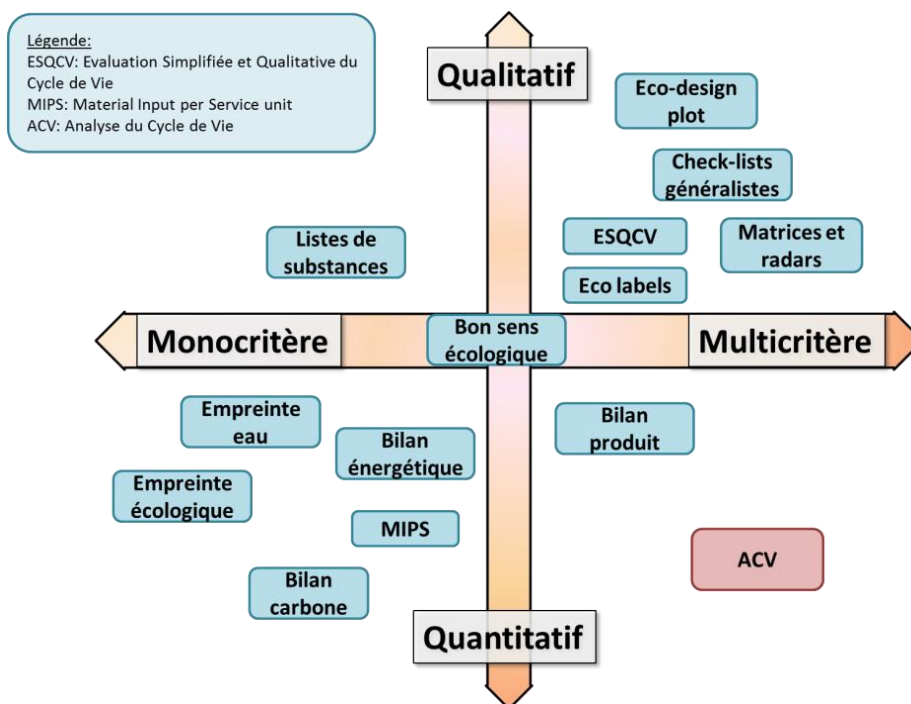 Légende:
ESQCV: Evaluation Simplifiée et Qualitative du
Cycle de Vie
MIPS: Material Input per Service unit
ACV: Analyse du Cycle de Vie
Qualitatif
Eco-design
plot
Check-lists
généralistes
Listes de
substances
ESQCV
Matrices et
radars
Eco labels
Monocritère
Bon sens
écologique
Multicritère
Empreinte
eau
Bilan
énergétique
Bilan
produit
Empreinte
écologique
MIPS
ACV
Bilan
carbone
Quantitatif